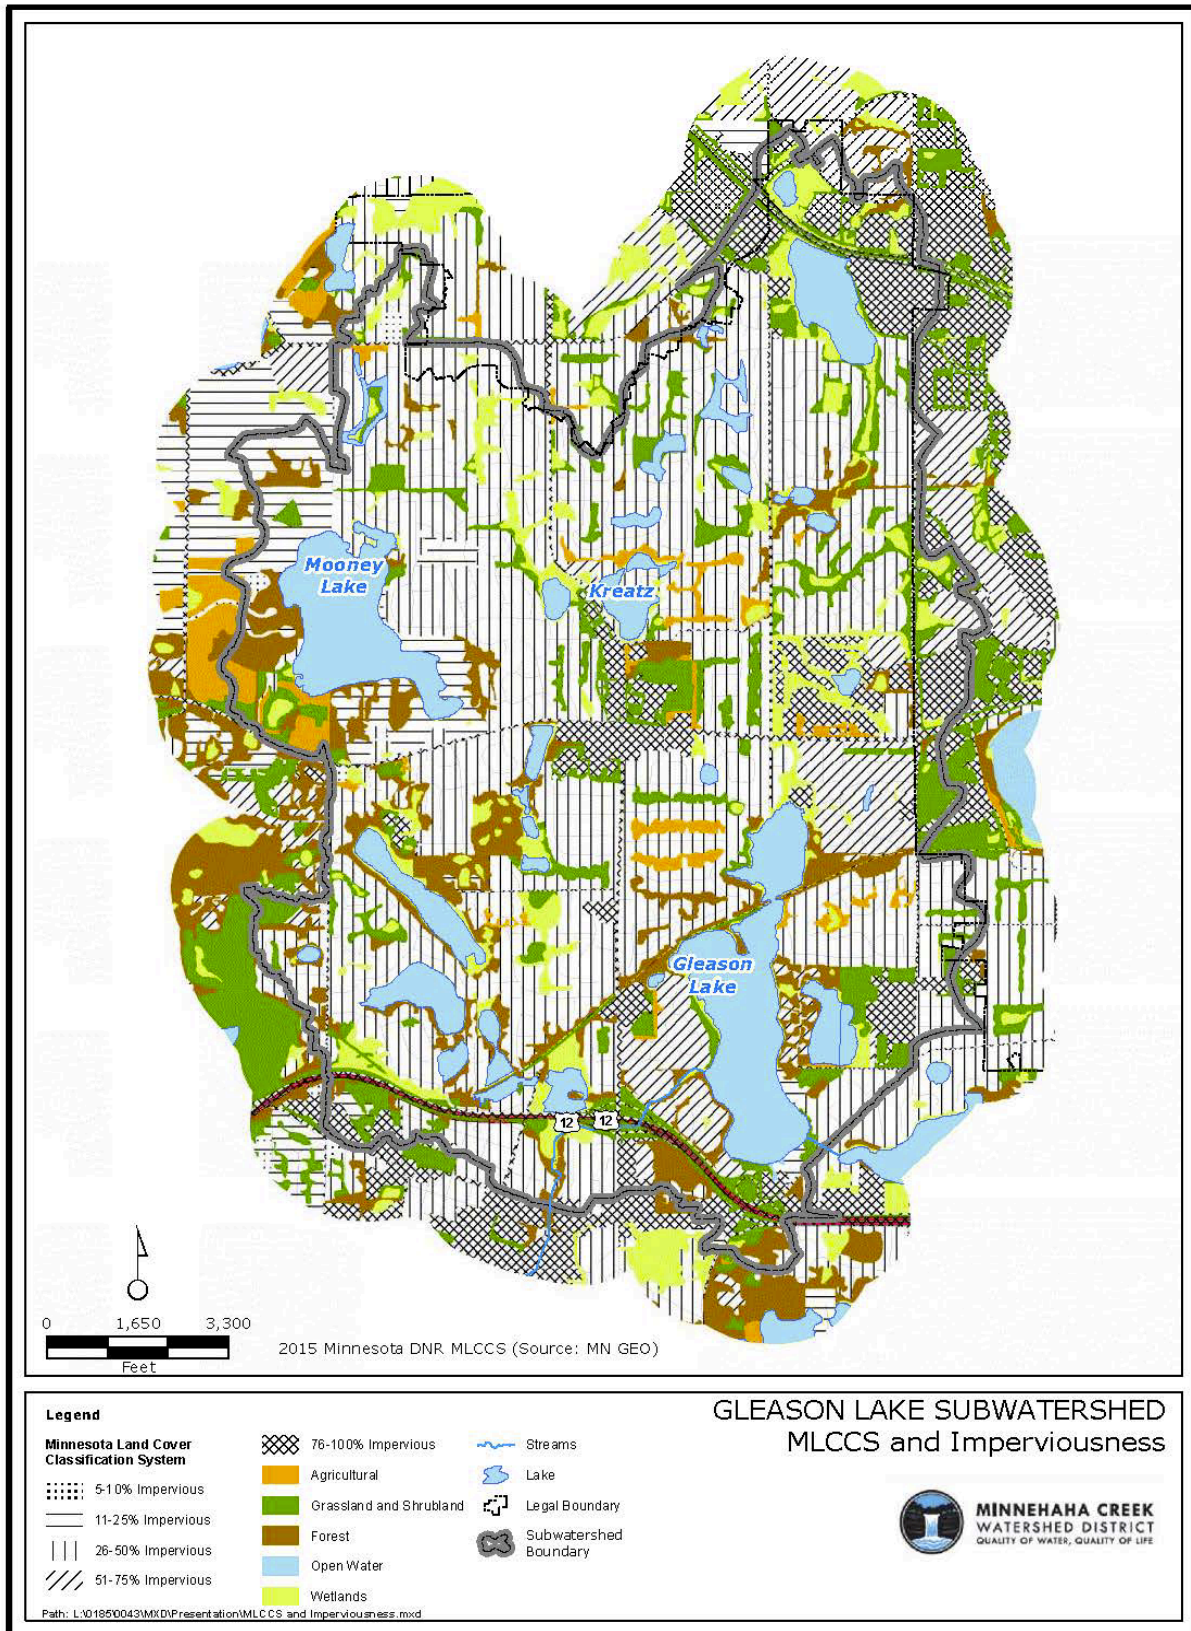 Mooney
Lake
Kreatz
Gleason
Lake
12
12
0 1,650 3,300
Feet
2015 Minnesota DNR MLCCS (Source: MN GEO)
GLEASON LAKE SUBWATERSHED
MLCCS and Imperviousness
Legend
Minnesota Land Cover
Classification System
5-10% Impervious
11-25% Impervious
26-50% Impervious
51-75% Impervious
76-100% Impervious
Agricultural
Grassland and Shrubland
Forest
Open Water
Wetlands
Streams
Lake
Legal Boundary
Subwatershed
Boundary
MINNEHAHA CREEK
WATERSHED DISTRICT
QUALITY OF WATER, QUALITY OF LIFE
Path: L:\0185\0043\MXD\Presentation\MLCCS and Imperviousness.mxd